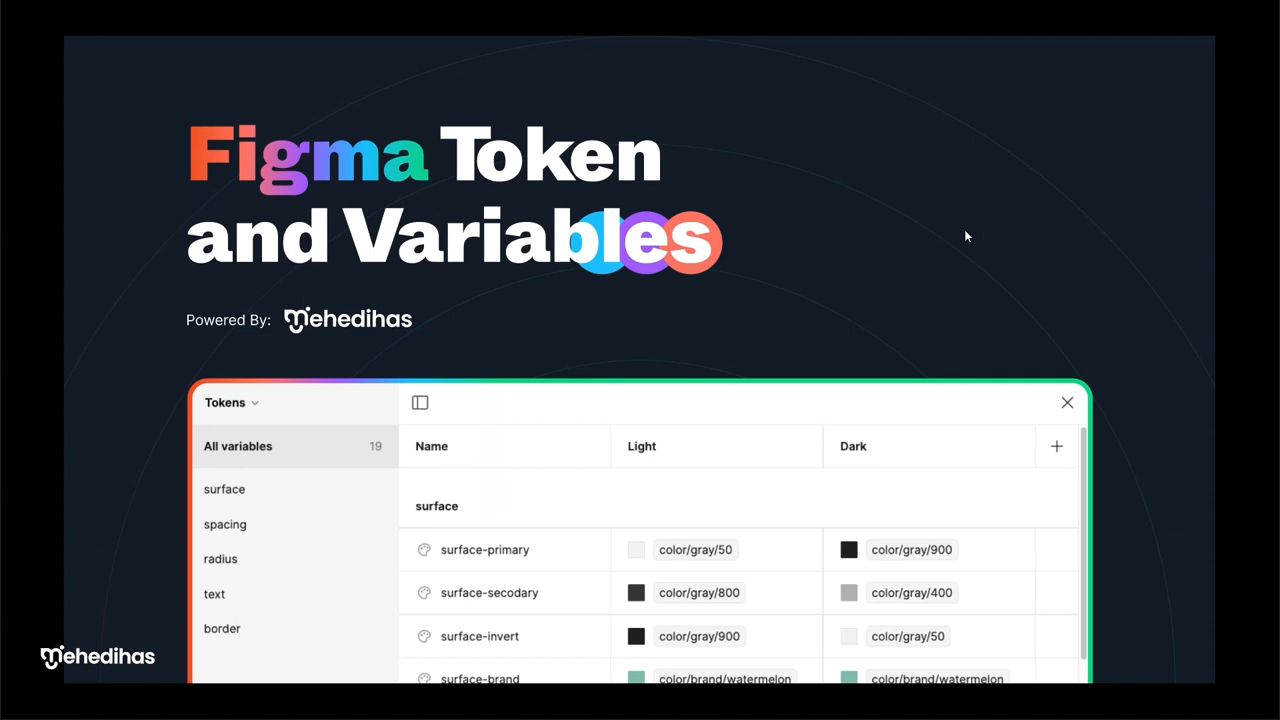 Figma Token
and Variables
Powered By: Mehedihas
Tokens
All variables 19
Name Light Dark
surface
spacing
radius
text
border
surface
surface-primary color/gray/50 color/gray/900
surface-secodary color/gray/800 color/gray/400
surface-invert color/gray/900 color/gray/50
surface-brand color/brand/watermelon color/brand/watermelon
Mehedihas